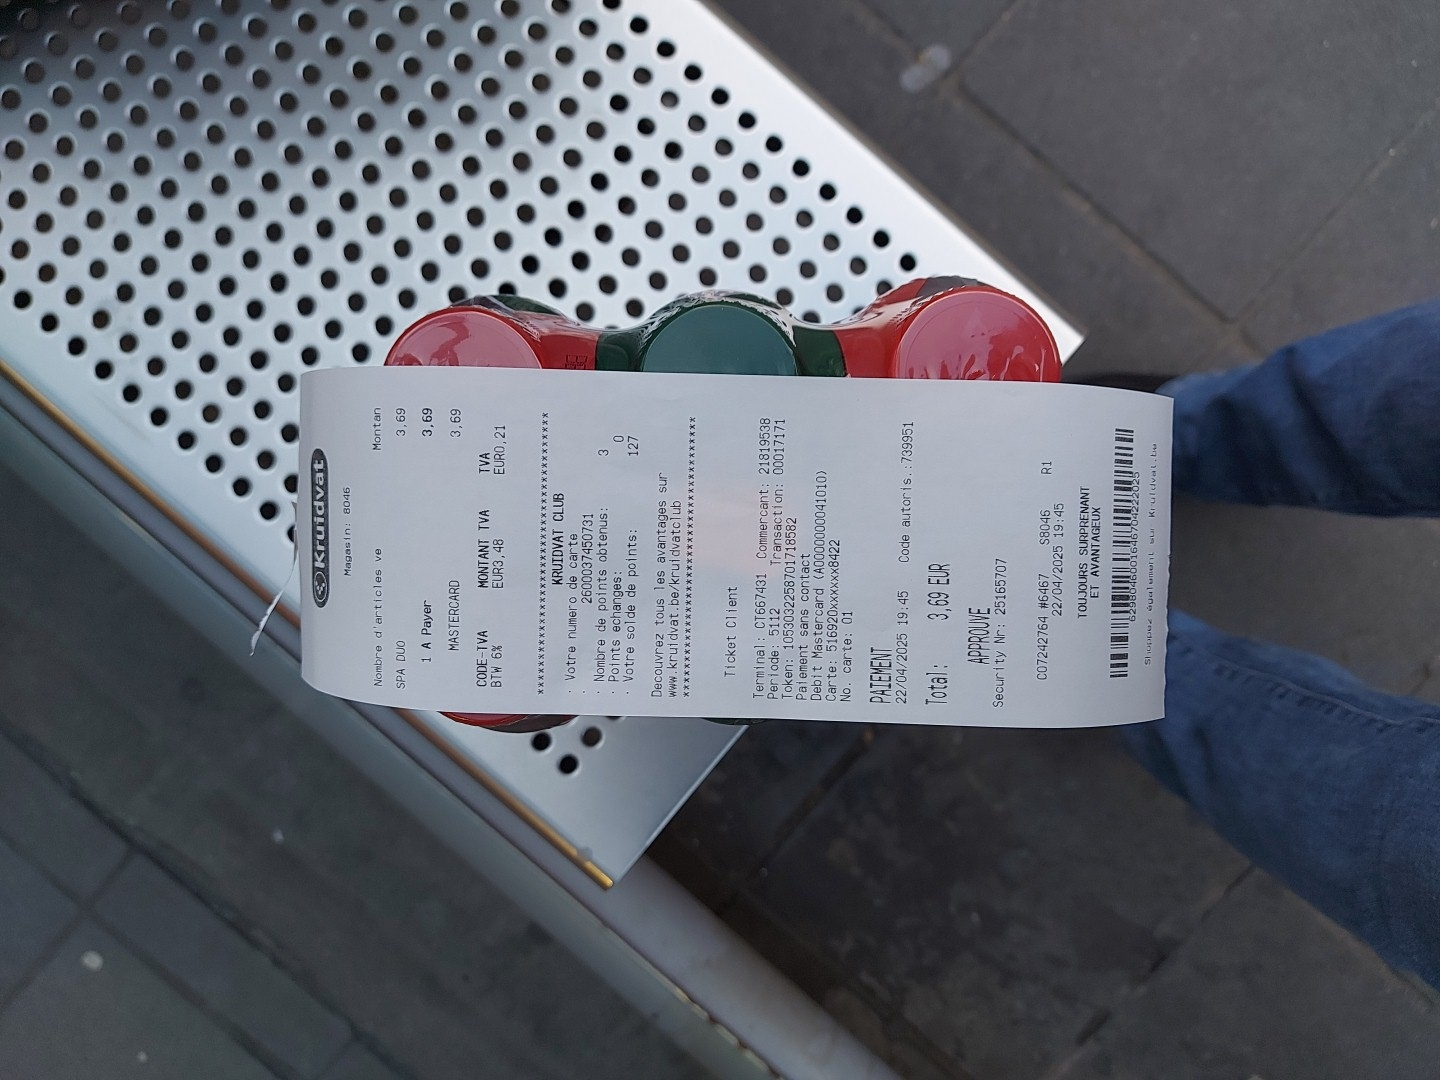 Kruidvat
Magasin: 8046
Nombre d'articles ve Montan
SPA DUO 3,69
1 A Payer 3,69
MASTERCARD 3,69
CODE-TVA MONTANT TVA TVA
BTW 6% EUR3,48 EUR0,21
****************************************
KRUIDVAT CLUB
· Votre numero de carte
· 2600037450731
· Nombre de points obtenus: 3
· Points echanges: 0
· Votre solde de points: 127
Decouvrez tous les avantages sur
www.kruidvat.be/kruidvatclub
****************************************
Ticket Client
Terminal: CT667431 Commercant: 21819538
Periode: 5112 Transaction: 00017171
Token: 1053032258701718582
Paiement sans contact
Debit Mastercard (A0000000041010)
Carte: 516920xxxxxx8422
No. carte: 01
PAIEMENT
22/04/2025 19:45 Code autoris.:739951
Total: 3,69 EUR
APPROUVE
Security Nr: 25165707
C07242764 #6467 S8046 R1
22/04/2025 19:45
TOUJOURS SURPRENANT
ET AVANTAGEUX
6298046001646704222025
Shoppez également sur Kruidvat.be